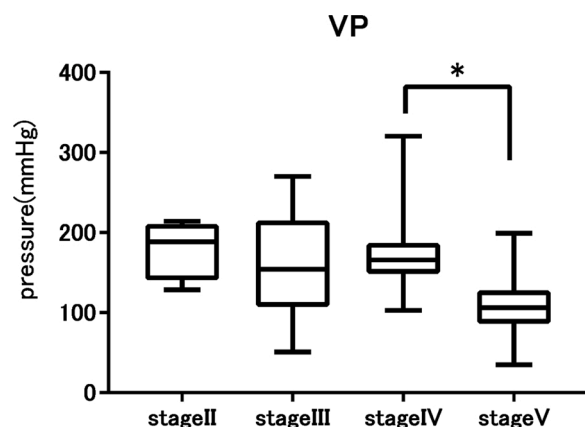 VP
pressure(mmHg)
400
300
200
100
0
*
stageII
stageIII
stageIV
stageV